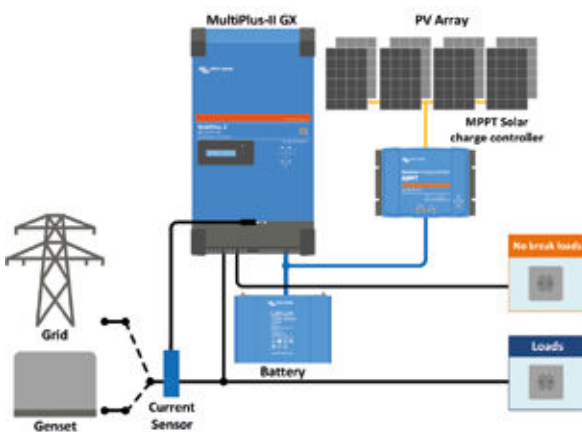 MultiPlus-II GX
PV Array
MPPT Solar
charge controller
No break loads
Grid
Battery
Loads
Genset
Current
Sensor